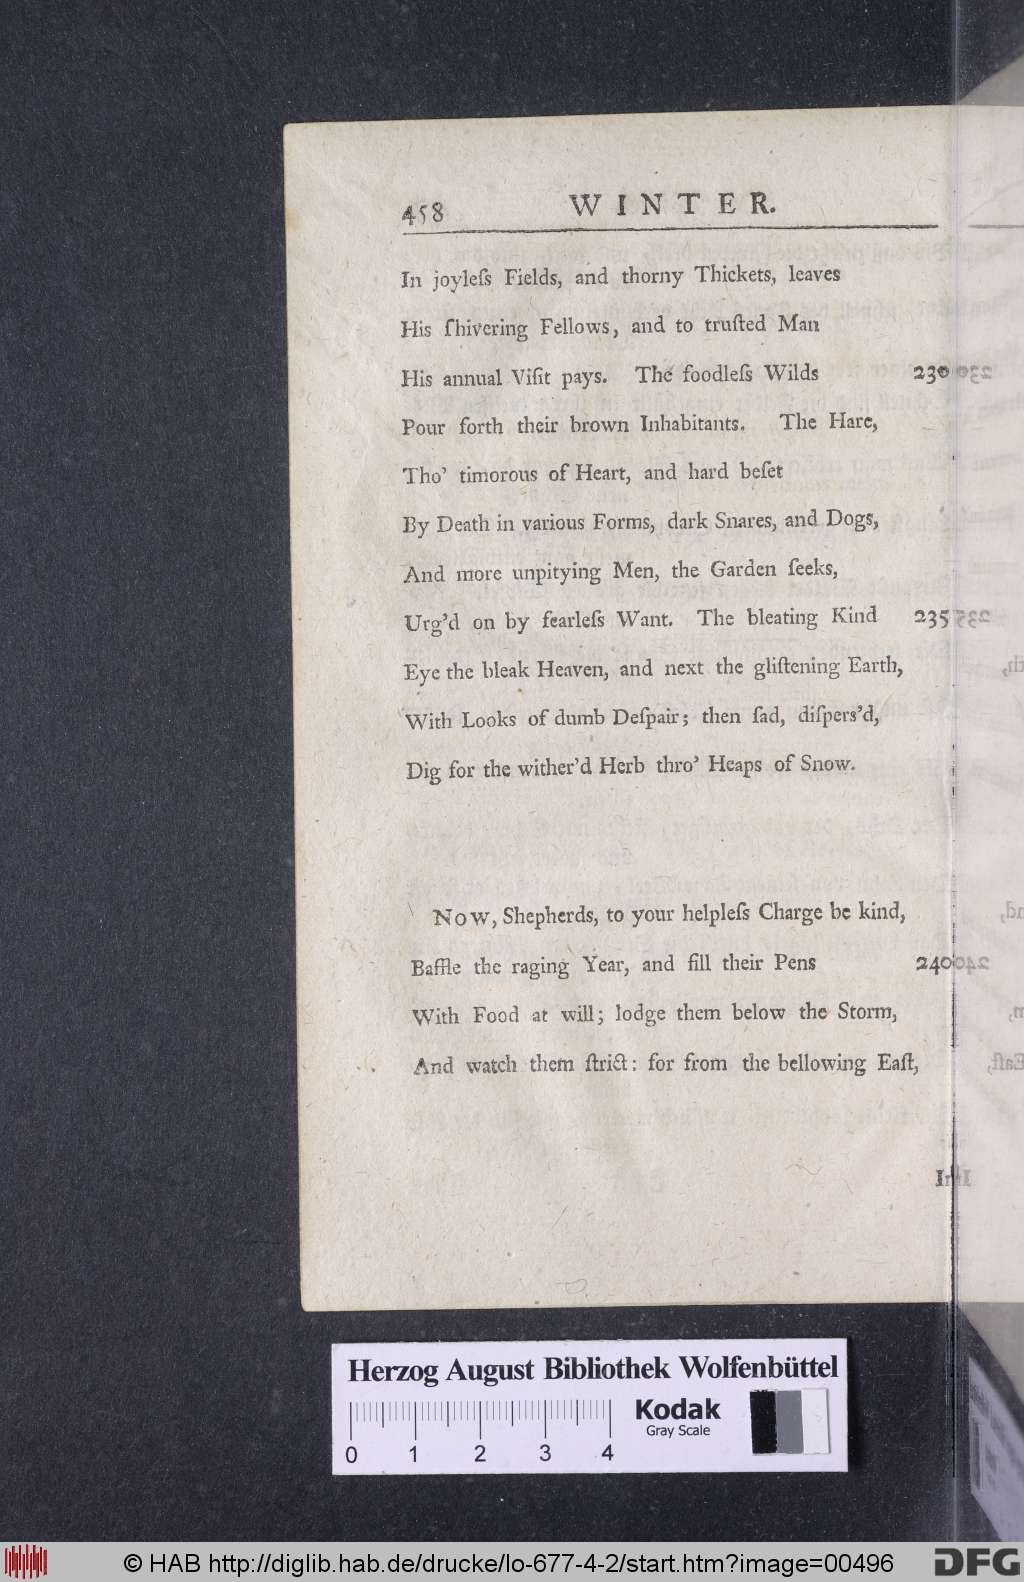 458 WINTER.
In joyleſs Fields, and thorny Thickets, leaves
His ſhivering Fellows, and to truſted Man
His annual Viſit pays. The foodleſs Wilds 230
Pour forth their brown Inhabitants. The Hare,
Tho' timorous of Heart, and hard beſet
By Death in various Forms, dark Snares, and Dogs,
And more unpitying Men, the Garden ſeeks,
Urg'd on by fearleſs Want. The bleating Kind 235
Eye the bleak Heaven, and next the gliſtening Earth,
With Looks of dumb Deſpair; then ſad, diſpers'd,
Dig for the wither'd Herb thro' Heaps of Snow.
Now, Shepherds, to your helpleſs Charge be kind,
Baffle the raging Year, and fill their Pens 240
With Food at will; lodge them below the Storm,
And watch them ſtrict: for from the bellowing Eaſt,
Herzog August Bibliothek Wolfenbüttel
Kodak
Gray Scale
0 1 2 3 4
© HAB http://diglib.hab.de/drucke/lo-677-4-2/start.htm?image=00496 DFG